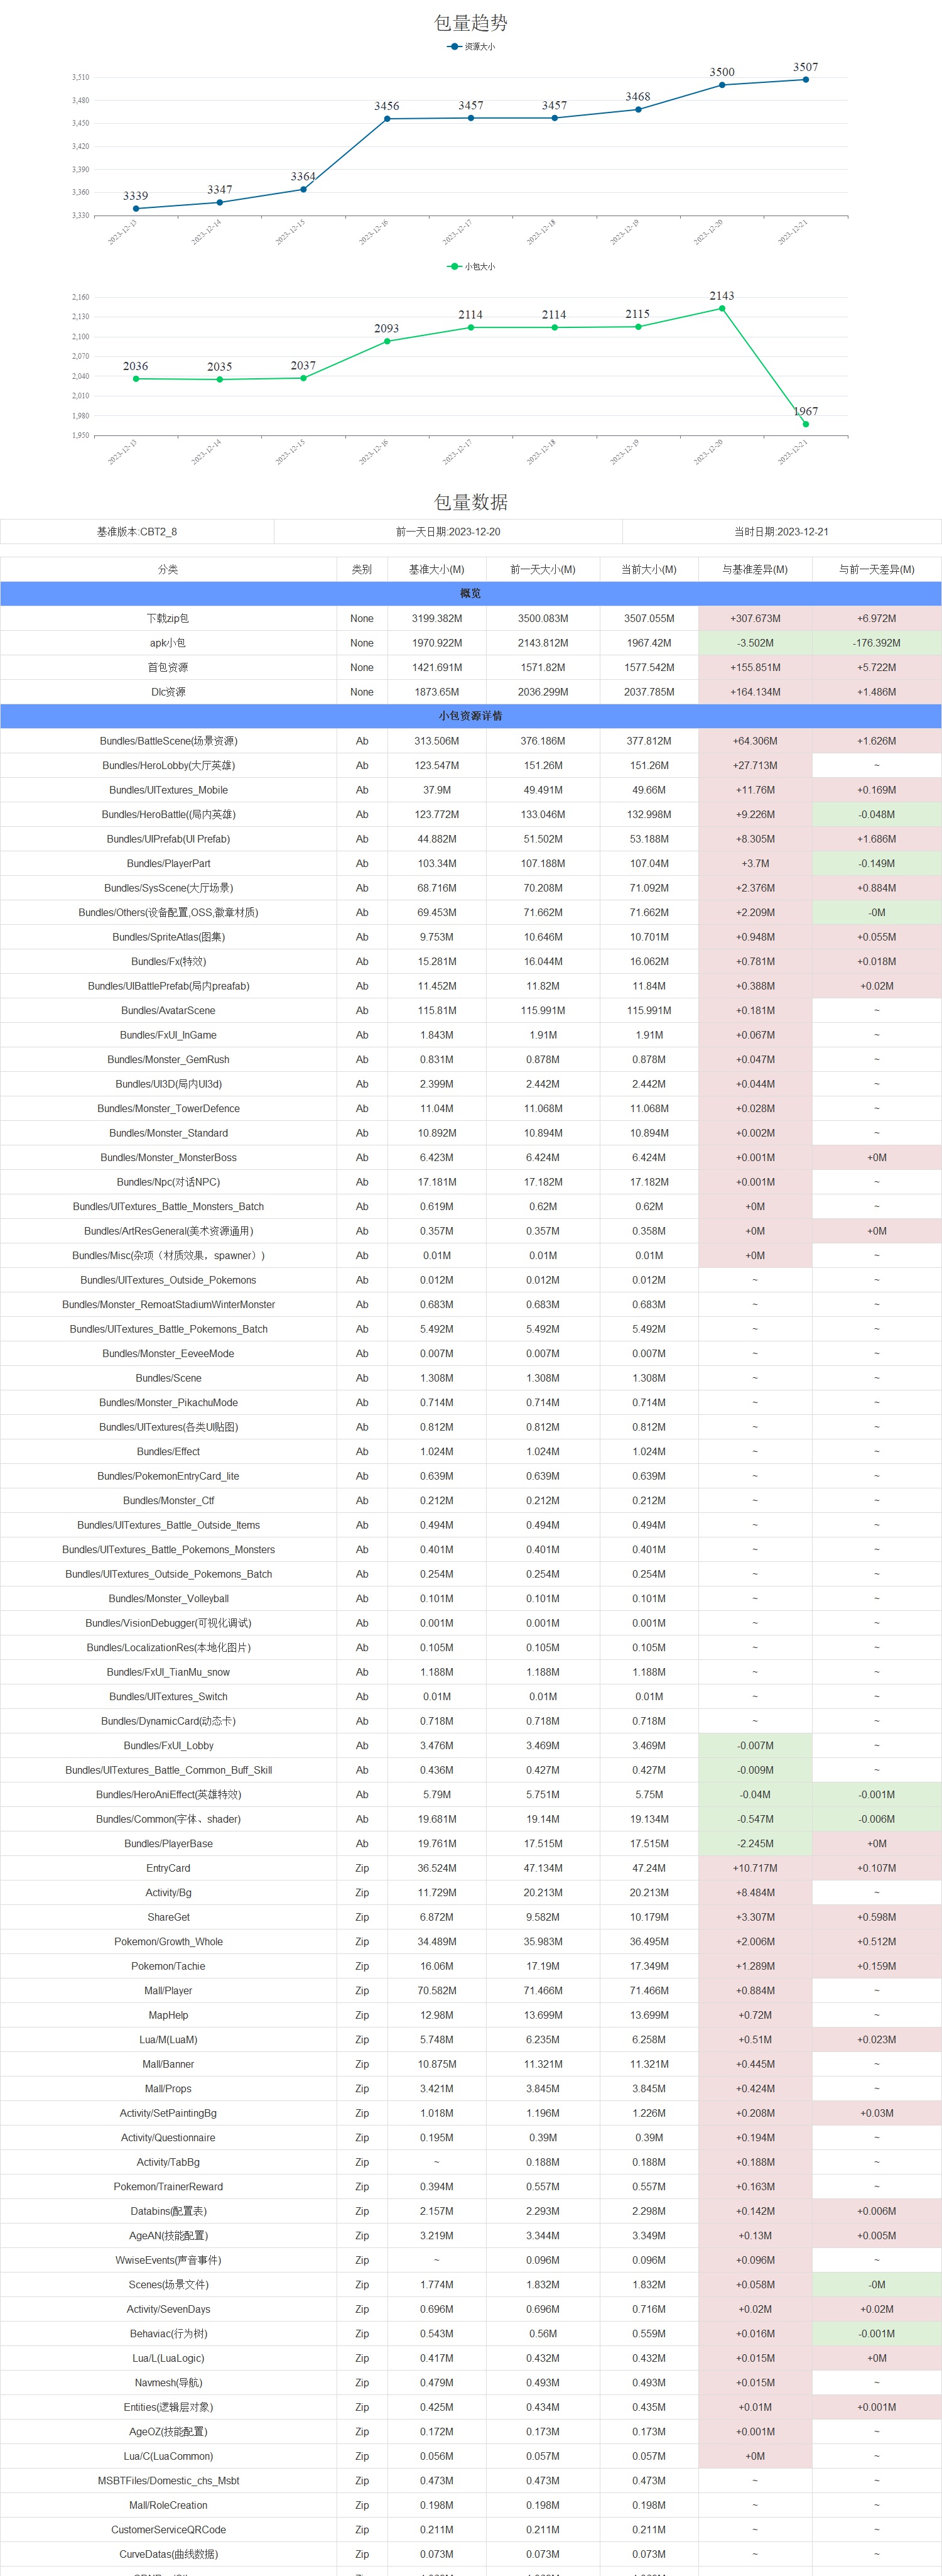 包量趋势
资源大小
3,510
3,480
3,450
3,420
3,390
3,360
3,330
3339
3347
3364
3456
3457
3457
3468
3500
3507
2023-12-13
2023-12-14
2023-12-15
2023-12-16
2023-12-17
2023-12-18
2023-12-19
2023-12-20
2023-12-21
小包大小
2,160
2,130
2,100
2,070
2,040
2,010
1,980
1,950
2036
2035
2037
2093
2114
2114
2115
2143
1967
2023-12-13
2023-12-14
2023-12-15
2023-12-16
2023-12-17
2023-12-18
2023-12-19
2023-12-20
2023-12-21
包量数据
基准版本:CBT2_8 前一天日期:2023-12-20 当时日期:2023-12-21
分类 类别 基准大小(M) 前一天大小(M) 当前大小(M) 与基准差异(M) 与前一天差异(M)
概览
下载zip包 None 3199.382M 3500.083M 3507.055M +307.673M +6.972M
apk小包 None 1970.922M 2143.812M 1967.42M -3.502M -176.392M
首包资源 None 1421.691M 1571.82M 1577.542M +155.851M +5.722M
Dlc资源 None 1873.65M 2036.299M 2037.785M +164.134M +1.486M
小包资源详情
Bundles/BattleScene(场景资源) Ab 313.506M 376.186M 377.812M +64.306M +1.626M
Bundles/HeroLobby(大厅英雄) Ab 123.547M 151.26M 151.26M +27.713M ~
Bundles/UITextures_Mobile Ab 37.9M 49.491M 49.66M +11.76M +0.169M
Bundles/HeroBattle((局内英雄) Ab 123.772M 133.046M 132.998M +9.226M -0.048M
Bundles/UIPrefab(UI Prefab) Ab 44.882M 51.502M 53.188M +8.305M +1.686M
Bundles/PlayerPart Ab 103.34M 107.188M 107.04M +3.7M -0.149M
Bundles/SysScene(大厅场景) Ab 68.716M 70.208M 71.092M +2.376M +0.884M
Bundles/Others(设备配置,OSS,徽章材质) Ab 69.453M 71.662M 71.662M +2.209M -0M
Bundles/SpriteAtlas(图集) Ab 9.753M 10.646M 10.701M +0.948M +0.055M
Bundles/Fx(特效) Ab 15.281M 16.044M 16.062M +0.781M +0.018M
Bundles/UIBattlePrefab(局内preafab) Ab 11.452M 11.82M 11.84M +0.388M +0.02M
Bundles/AvatarScene Ab 115.81M 115.991M 115.991M +0.181M ~
Bundles/FxUI_InGame Ab 1.843M 1.91M 1.91M +0.067M ~
Bundles/Monster_GemRush Ab 0.831M 0.878M 0.878M +0.047M ~
Bundles/UI3D(局内UI3d) Ab 2.399M 2.442M 2.442M +0.044M ~
Bundles/Monster_TowerDefence Ab 11.04M 11.068M 11.068M +0.028M ~
Bundles/Monster_Standard Ab 10.892M 10.894M 10.894M +0.002M ~
Bundles/Monster_MonsterBoss Ab 6.423M 6.424M 6.424M +0.001M +0M
Bundles/Npc(对话NPC) Ab 17.181M 17.182M 17.182M +0.001M ~
Bundles/UITextures_Battle_Monsters_Batch Ab 0.619M 0.62M 0.62M +0M ~
Bundles/ArtResGeneral(美术资源通用) Ab 0.357M 0.357M 0.358M +0M +0M
Bundles/Misc(杂项（材质效果，spawner）) Ab 0.01M 0.01M 0.01M +0M ~
Bundles/UITextures_Outside_Pokemons Ab 0.012M 0.012M 0.012M ~ ~
Bundles/Monster_RemoatStadiumWinterMonster Ab 0.683M 0.683M 0.683M ~ ~
Bundles/UITextures_Battle_Pokemons_Batch Ab 5.492M 5.492M 5.492M ~ ~
Bundles/Monster_EeveeMode Ab 0.007M 0.007M 0.007M ~ ~
Bundles/Scene Ab 1.308M 1.308M 1.308M ~ ~
Bundles/Monster_PikachuMode Ab 0.714M 0.714M 0.714M ~ ~
Bundles/UITextures(各类UI贴图) Ab 0.812M 0.812M 0.812M ~ ~
Bundles/Effect Ab 1.024M 1.024M 1.024M ~ ~
Bundles/PokemonEntryCard_lite Ab 0.639M 0.639M 0.639M ~ ~
Bundles/Monster_Ctf Ab 0.212M 0.212M 0.212M ~ ~
Bundles/UITextures_Battle_Outside_Items Ab 0.494M 0.494M 0.494M ~ ~
Bundles/UITextures_Battle_Pokemons_Monsters Ab 0.401M 0.401M 0.401M ~ ~
Bundles/UITextures_Outside_Pokemons_Batch Ab 0.254M 0.254M 0.254M ~ ~
Bundles/Monster_Volleyball Ab 0.101M 0.101M 0.101M ~ ~
Bundles/VisionDebugger(可视化调试) Ab 0.001M 0.001M 0.001M ~ ~
Bundles/LocalizationRes(本地化图片) Ab 0.105M 0.105M 0.105M ~ ~
Bundles/FxUI_TianMu_snow Ab 1.188M 1.188M 1.188M ~ ~
Bundles/UITextures_Switch Ab 0.01M 0.01M 0.01M ~ ~
Bundles/DynamicCard(动态卡) Ab 0.718M 0.718M 0.718M ~ ~
Bundles/FxUI_Lobby Ab 3.476M 3.469M 3.469M -0.007M ~
Bundles/UITextures_Battle_Common_Buff_Skill Ab 0.436M 0.427M 0.427M -0.009M ~
Bundles/HeroAniEffect(英雄特效) Ab 5.79M 5.751M 5.75M -0.04M -0.001M
Bundles/Common(字体、shader) Ab 19.681M 19.14M 19.134M -0.547M -0.006M
Bundles/PlayerBase Ab 19.761M 17.515M 17.515M -2.245M +0M
EntryCard Zip 36.524M 47.134M 47.24M +10.717M +0.107M
Activity/Bg Zip 11.729M 20.213M 20.213M +8.484M ~
ShareGet Zip 6.872M 9.582M 10.179M +3.307M +0.598M
Pokemon/Growth_Whole Zip 34.489M 35.983M 36.495M +2.006M +0.512M
Pokemon/Tachie Zip 16.06M 17.19M 17.349M +1.289M +0.159M
Mall/Player Zip 70.582M 71.466M 71.466M +0.884M ~
MapHelp Zip 12.98M 13.699M 13.699M +0.72M ~
Lua/M(LuaM) Zip 5.748M 6.235M 6.258M +0.51M +0.023M
Mall/Banner Zip 10.875M 11.321M 11.321M +0.445M ~
Mall/Props Zip 3.421M 3.845M 3.845M +0.424M ~
Activity/SetPaintingBg Zip 1.018M 1.196M 1.226M +0.208M +0.03M
Activity/Questionnaire Zip 0.195M 0.39M 0.39M +0.194M ~
Activity/TabBg Zip ~ 0.188M 0.188M +0.188M ~
Pokemon/TrainerReward Zip 0.394M 0.557M 0.557M +0.163M ~
Databins(配置表) Zip 2.157M 2.293M 2.298M +0.142M +0.006M
AgeAN(技能配置) Zip 3.219M 3.344M 3.349M +0.13M +0.005M
WwiseEvents(声音事件) Zip ~ 0.096M 0.096M +0.096M ~
Scenes(场景文件) Zip 1.774M 1.832M 1.832M +0.058M -0M
Activity/SevenDays Zip 0.696M 0.696M 0.716M +0.02M +0.02M
Behaviac(行为树) Zip 0.543M 0.56M 0.559M +0.016M -0.001M
Lua/L(LuaLogic) Zip 0.417M 0.432M 0.432M +0.015M +0M
Navmesh(导航) Zip 0.479M 0.493M 0.493M +0.015M ~
Entities(逻辑层对象) Zip 0.425M 0.434M 0.435M +0.01M +0.001M
AgeOZ(技能配置) Zip 0.172M 0.173M 0.173M +0.001M ~
Lua/C(LuaCommon) Zip 0.056M 0.057M 0.057M +0M ~
MSBTFiles/Domestic_chs_Msbt Zip 0.473M 0.473M 0.473M ~ ~
Mall/RoleCreation Zip 0.198M 0.198M 0.198M ~ ~
CustomerServiceQRCode Zip 0.211M 0.211M 0.211M ~ ~
CurveDatas(曲线数据) Zip 0.073M 0.073M 0.073M ~ ~